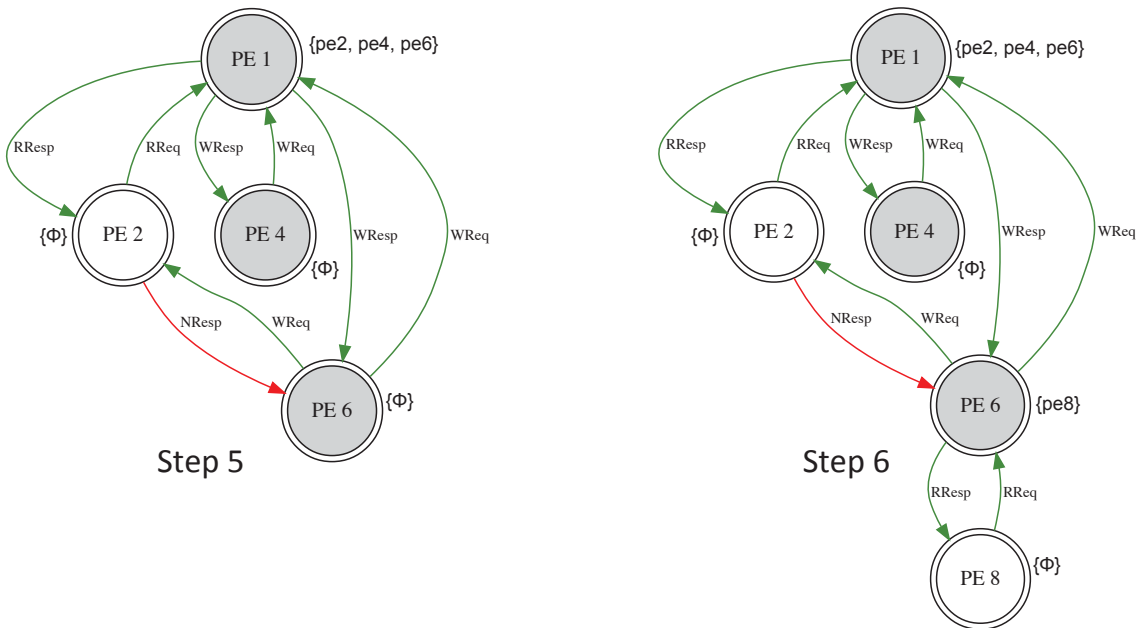 PE 1
{pe2, pe4, pe6}
RResp
RReq
WResp
WReq
{Φ}
PE 2
PE 4
{Φ}
WResp
WReq
NResp
WReq
PE 6
{Φ}
Step 5
PE 1
{pe2, pe4, pe6}
RResp
RReq
WResp
WReq
{Φ}
PE 2
PE 4
{Φ}
WResp
WReq
NResp
WReq
PE 6
{pe8}
Step 6
RResp
RReq
PE 8
{Φ}